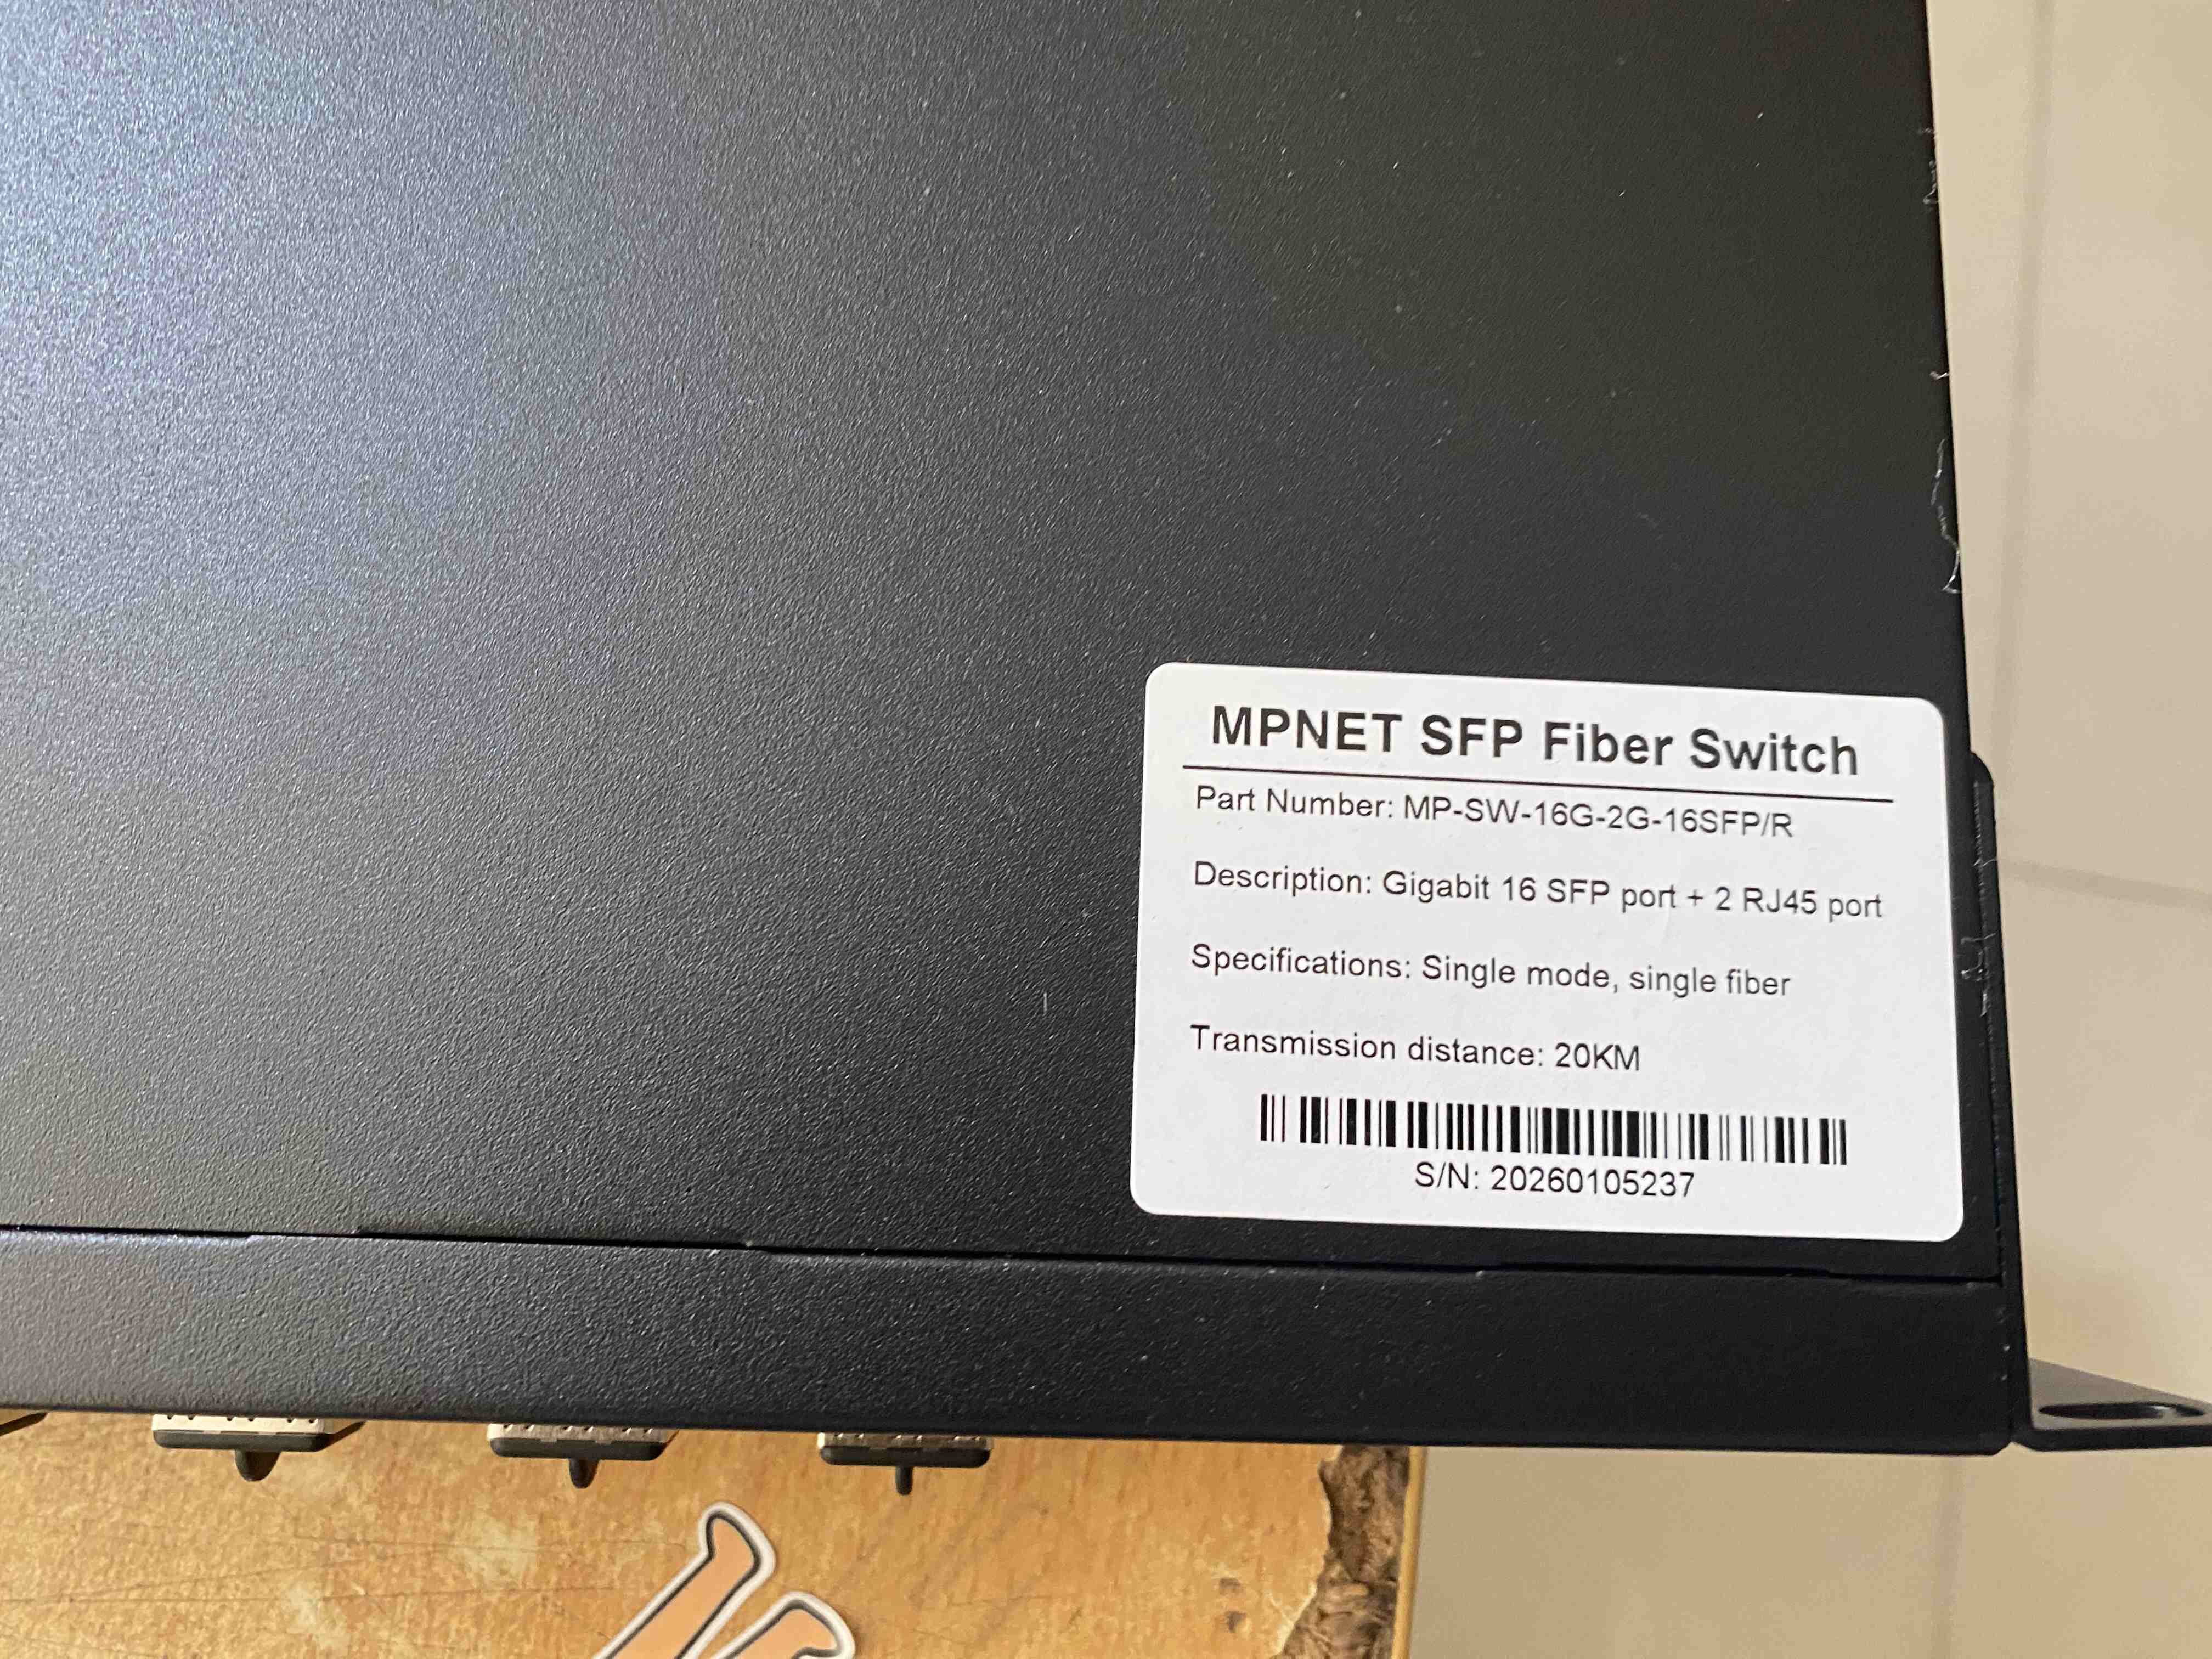 MPNET SFP Fiber Switch
Part Number: MP-SW-16G-2G-16SFP/R
Description: Gigabit 16 SFP port + 2 RJ45 port
Specifications: Single mode, single fiber
Transmission distance: 20KM
S/N: 20260105237